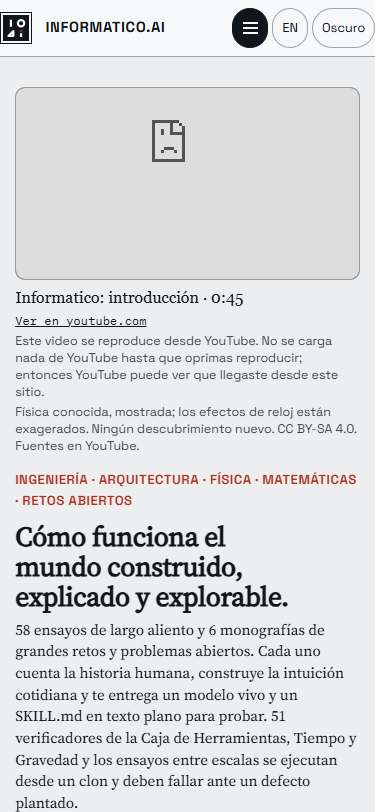 INFORMATICO.AI
EN
Oscuro
Informatico: introducción · 0:45
Ver en youtube.com
Este video se reproduce desde YouTube. No se carga
nada de YouTube hasta que oprimas reproducir;
entonces YouTube puede ver que llegaste desde este
sitio.
Física conocida, mostrada; los efectos de reloj están
exagerados. Ningún descubrimiento nuevo. CC BY-SA 4.0.
Fuentes en YouTube.
INGENIERÍA · ARQUITECTURA · FÍSICA · MATEMÁTICAS
· RETOS ABIERTOS
Cómo funciona el
mundo construido,
explicado y explorable.
58 ensayos de largo aliento y 6 monografías de
grandes retos y problemas abiertos. Cada uno
cuenta la historia humana, construye la intuición
cotidiana y te entrega un modelo vivo y un
SKILL.md en texto plano para probar. 51
verificadores de la Caja de Herramientas, Tiempo y
Gravedad y los ensayos entre escalas se ejecutan
desde un clon y deben fallar ante un defecto
plantado.